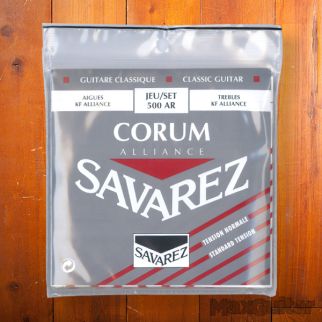 GUITARE CLASSIQUE CLASSIC GUITAR
AIGUES JEU/SET TREBLES
KF ALLIANCE 500 AR KF ALLIANCE
CORUM
ALLIANCE
SAVAREZ
TENSION NORMALE
STANDARD TENSION
SAVAREZ
MaxGuitar